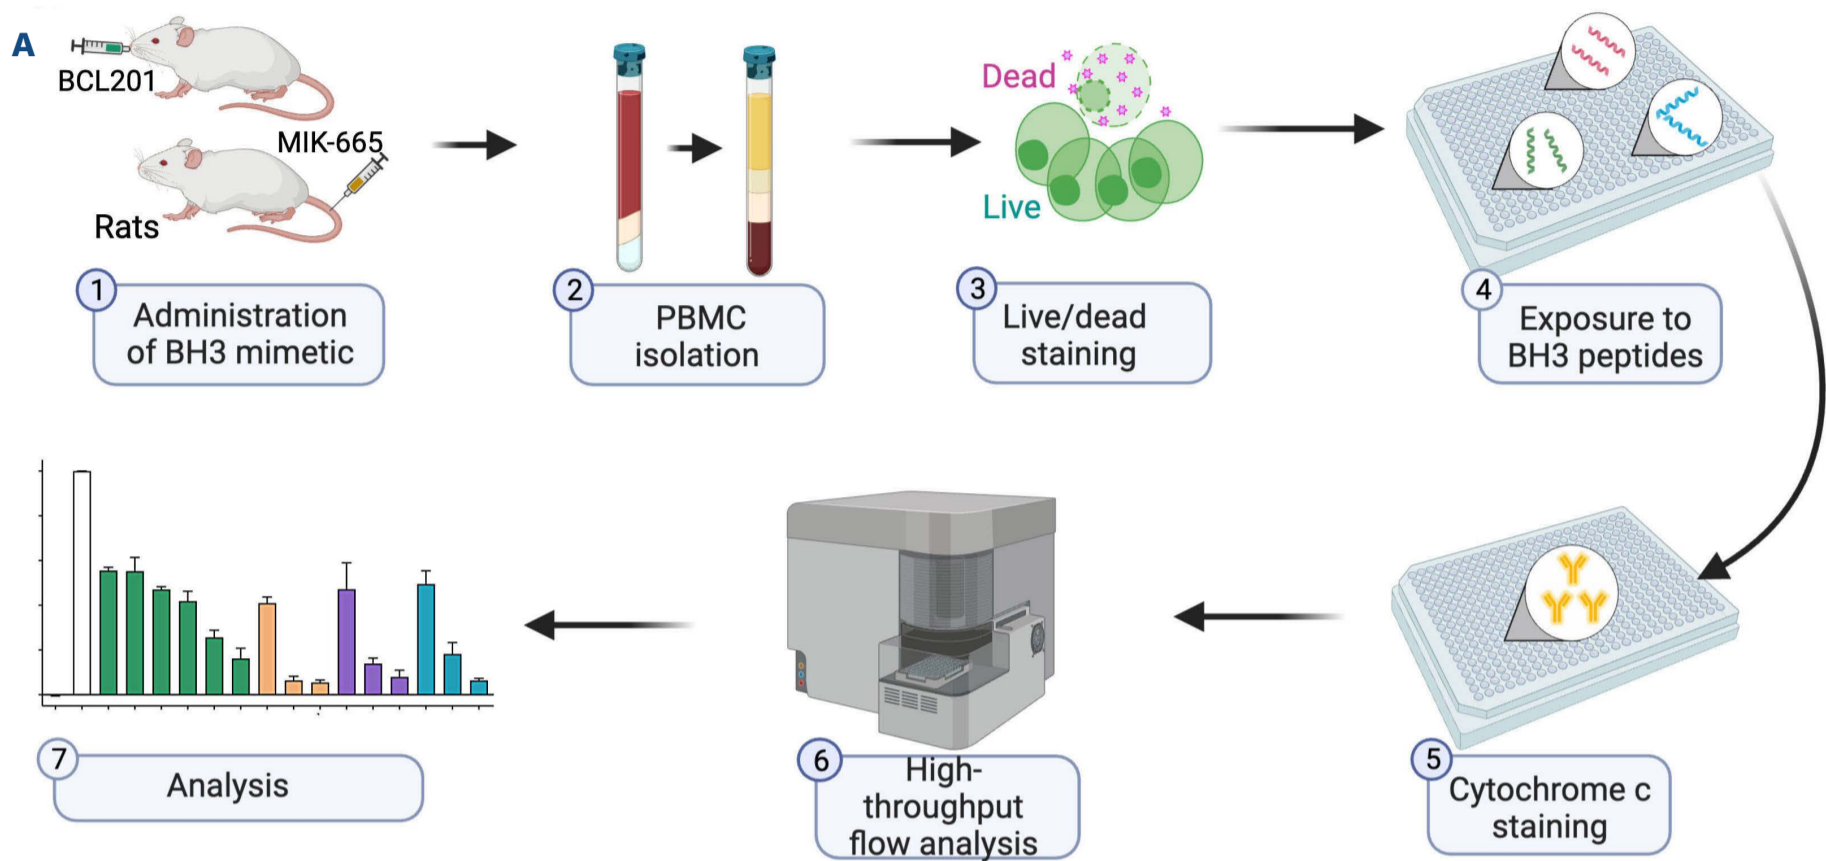 A
BCL201
MIK-665
Rats
1
Administration
of BH3 mimetic
2
PBMC
isolation
Dead
Live
3
Live/dead
staining
4
Exposure to
BH3 peptides
5
Cytochrome c
staining
6
High-
throughput
flow analysis
7
Analysis